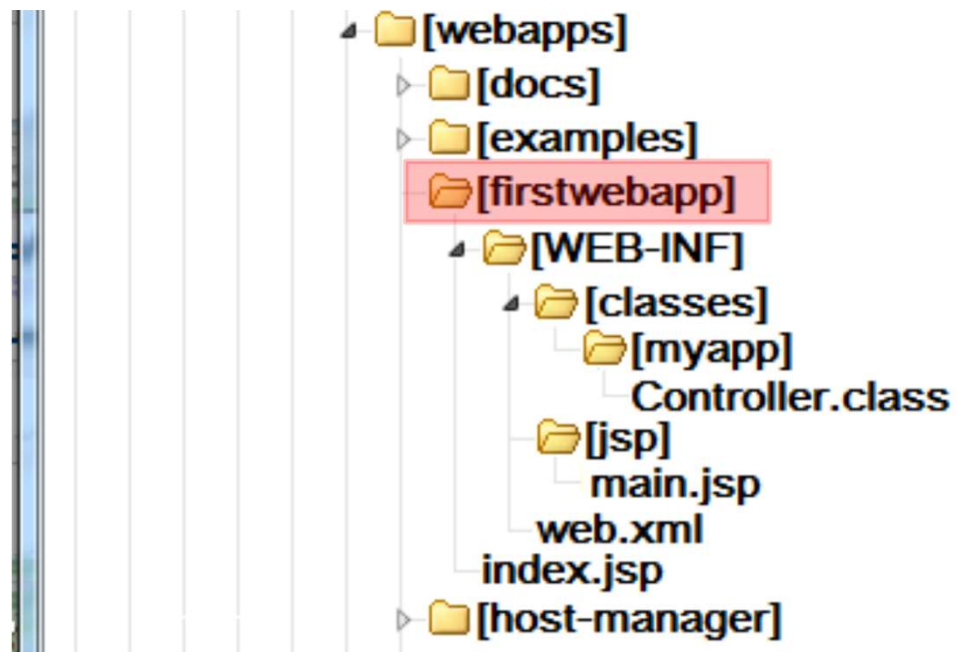 [webapps]
[docs]
[examples]
[firstwebapp]
[WEB-INF]
[classes]
[myapp]
Controller.class
[jsp]
main.jsp
web.xml
index.jsp
[host-manager]